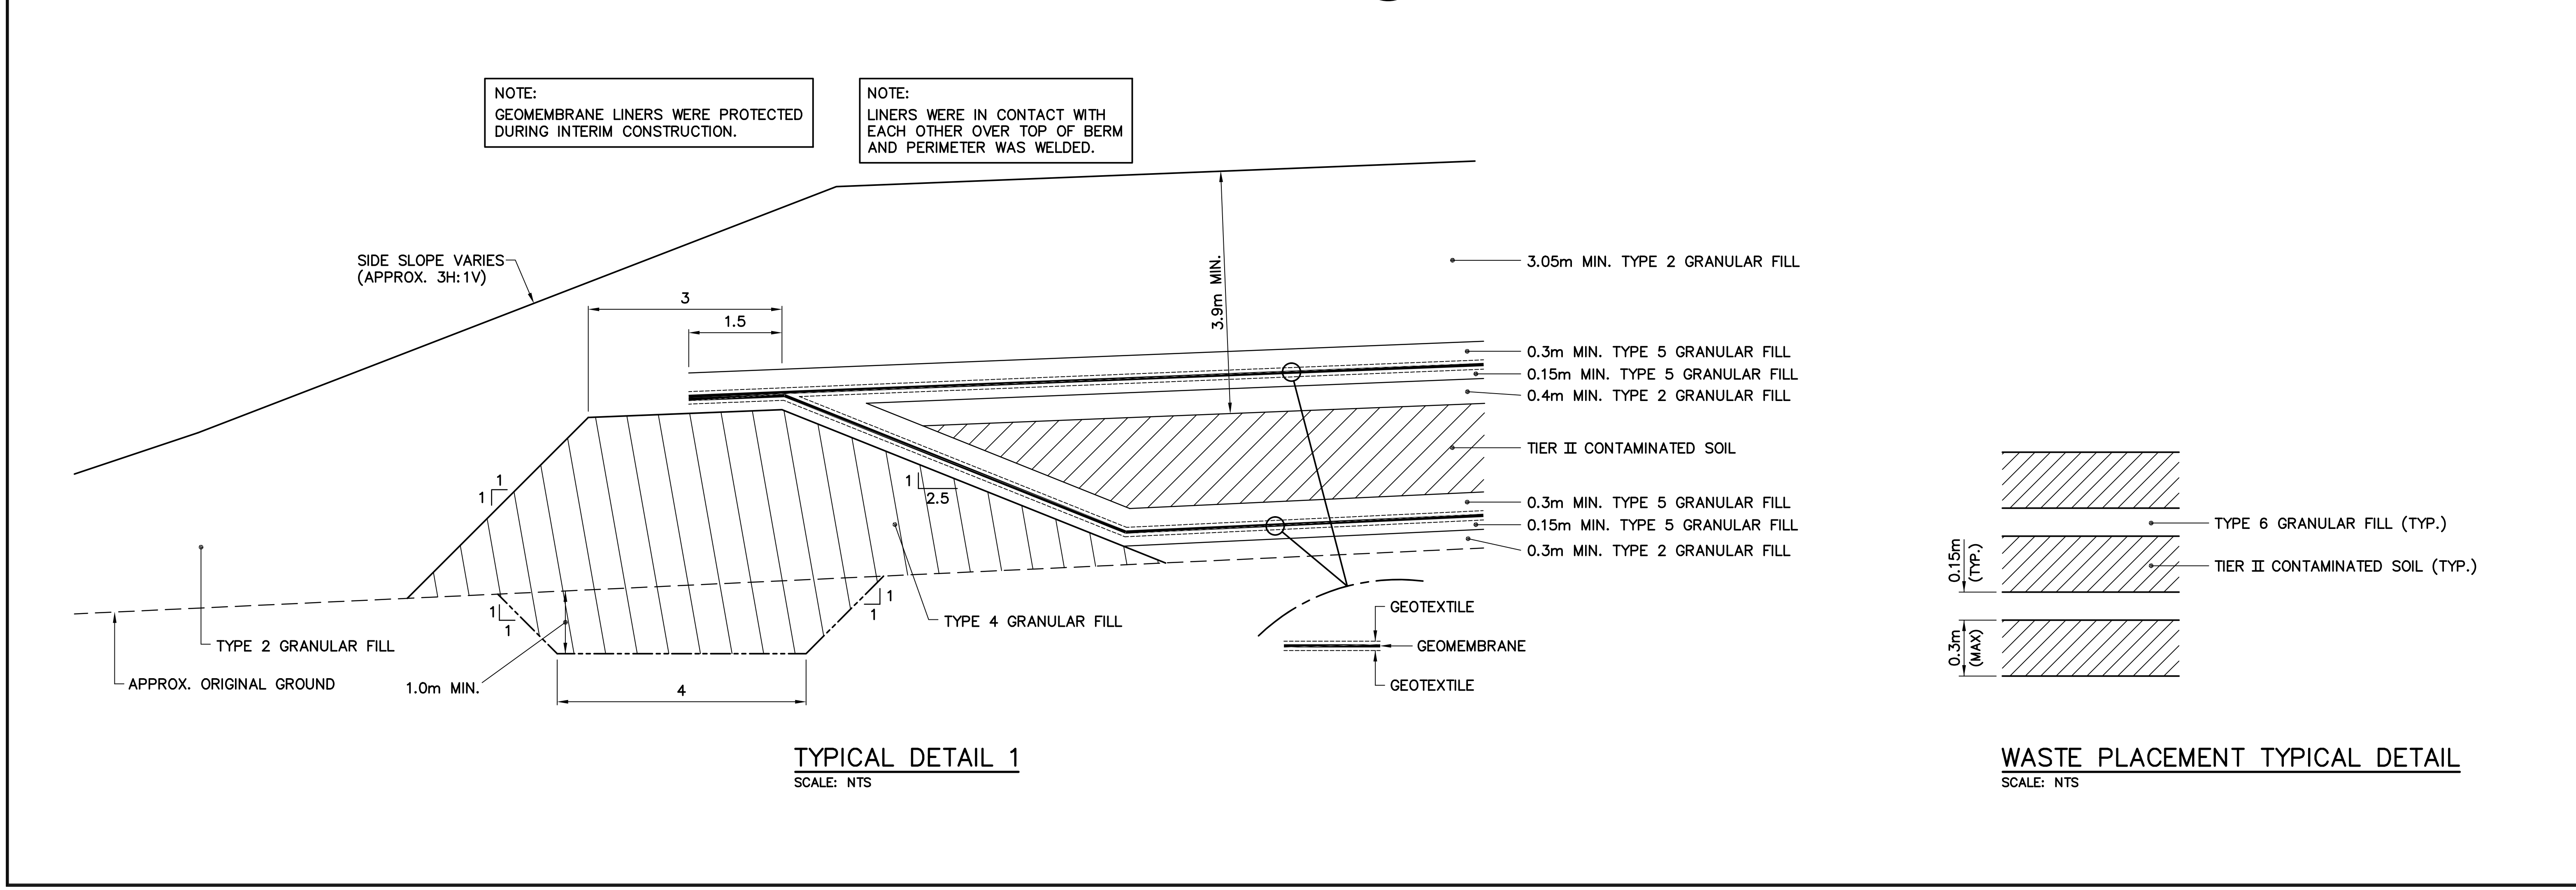 NOTE:
GEOMEMBRANE LINERS WERE PROTECTED
DURING INTERIM CONSTRUCTION.
NOTE:
LINERS WERE IN CONTACT WITH
EACH OTHER OVER TOP OF BERM
AND PERIMETER WAS WELDED.
SIDE SLOPE VARIES
(APPROX. 3H:1V)
3
1.5
3.9m MIN.
3.05m MIN. TYPE 2 GRANULAR FILL
0.3m MIN. TYPE 5 GRANULAR FILL
0.15m MIN. TYPE 5 GRANULAR FILL
0.4m MIN. TYPE 2 GRANULAR FILL
TIER II CONTAMINATED SOIL
0.3m MIN. TYPE 5 GRANULAR FILL
0.15m MIN. TYPE 5 GRANULAR FILL
0.3m MIN. TYPE 2 GRANULAR FILL
1
1
1
2.5
1
1
1
1
TYPE 4 GRANULAR FILL
TYPE 2 GRANULAR FILL
APPROX. ORIGINAL GROUND
1.0m MIN.
4
GEOTEXTILE
GEOMEMBRANE
GEOTEXTILE
TYPICAL DETAIL 1
SCALE: NTS
TYPE 6 GRANULAR FILL (TYP.)
TIER II CONTAMINATED SOIL (TYP.)
0.15m
(TYP.)
0.3m
(MAX)
WASTE PLACEMENT TYPICAL DETAIL
SCALE: NTS